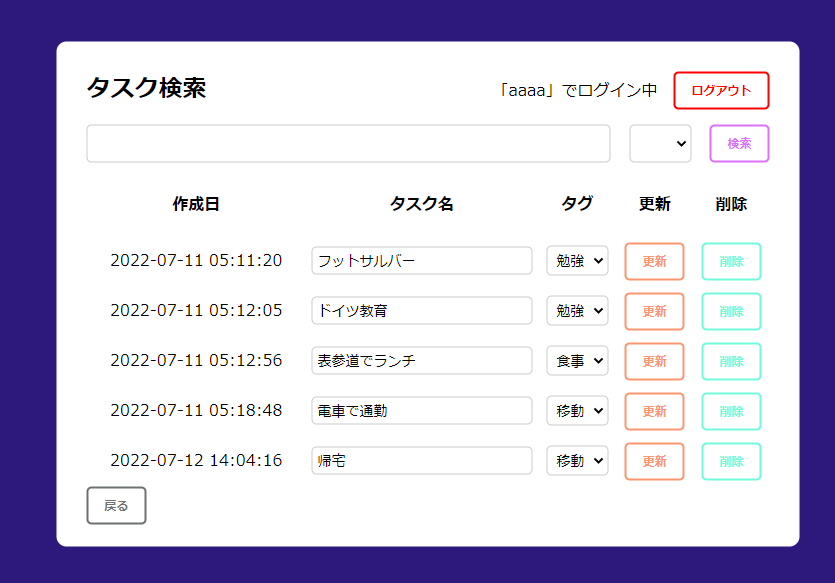 タスク検索 「aaaa」でログイン中 ログアウト
検索
作成日 タスク名 タグ 更新 削除
2022-07-11 05:11:20 フットサルバー 勉強 更新 削除
2022-07-11 05:12:05 ドイツ教育 勉強 更新 削除
2022-07-11 05:12:56 表参道でランチ 食事 更新 削除
2022-07-11 05:18:48 電車で通勤 移動 更新 削除
2022-07-12 14:04:16 帰宅 移動 更新 削除
戻る